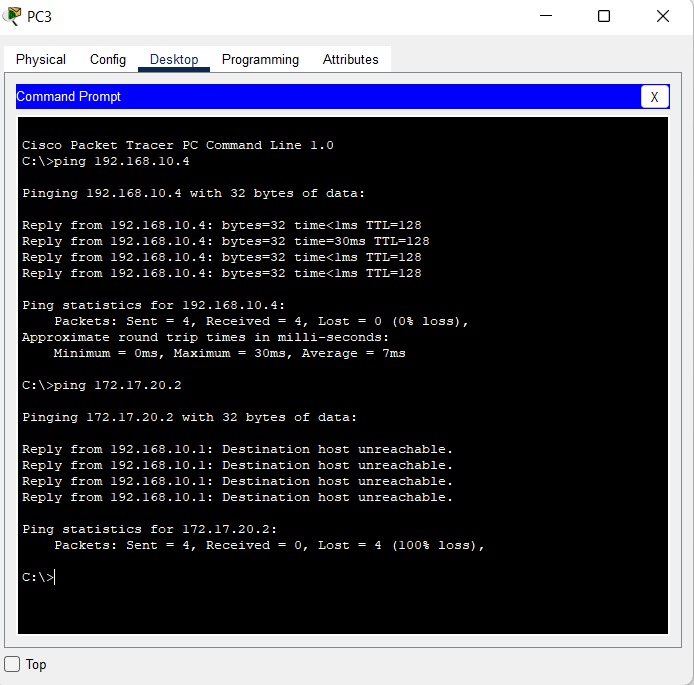 PC3
Physical Config Desktop Programming Attributes
Command Prompt
X
Cisco Packet Tracer PC Command Line 1.0
C:\>ping 192.168.10.4
Pinging 192.168.10.4 with 32 bytes of data:
Reply from 192.168.10.4: bytes=32 time<1ms TTL=128
Reply from 192.168.10.4: bytes=32 time=30ms TTL=128
Reply from 192.168.10.4: bytes=32 time<1ms TTL=128
Reply from 192.168.10.4: bytes=32 time<1ms TTL=128
Ping statistics for 192.168.10.4:
Packets: Sent = 4, Received = 4, Lost = 0 (0% loss),
Approximate round trip times in milli-seconds:
Minimum = 0ms, Maximum = 30ms, Average = 7ms
C:\>ping 172.17.20.2
Pinging 172.17.20.2 with 32 bytes of data:
Reply from 192.168.10.1: Destination host unreachable.
Reply from 192.168.10.1: Destination host unreachable.
Reply from 192.168.10.1: Destination host unreachable.
Reply from 192.168.10.1: Destination host unreachable.
Ping statistics for 172.17.20.2:
Packets: Sent = 4, Received = 0, Lost = 4 (100% loss),
C:\>
Top